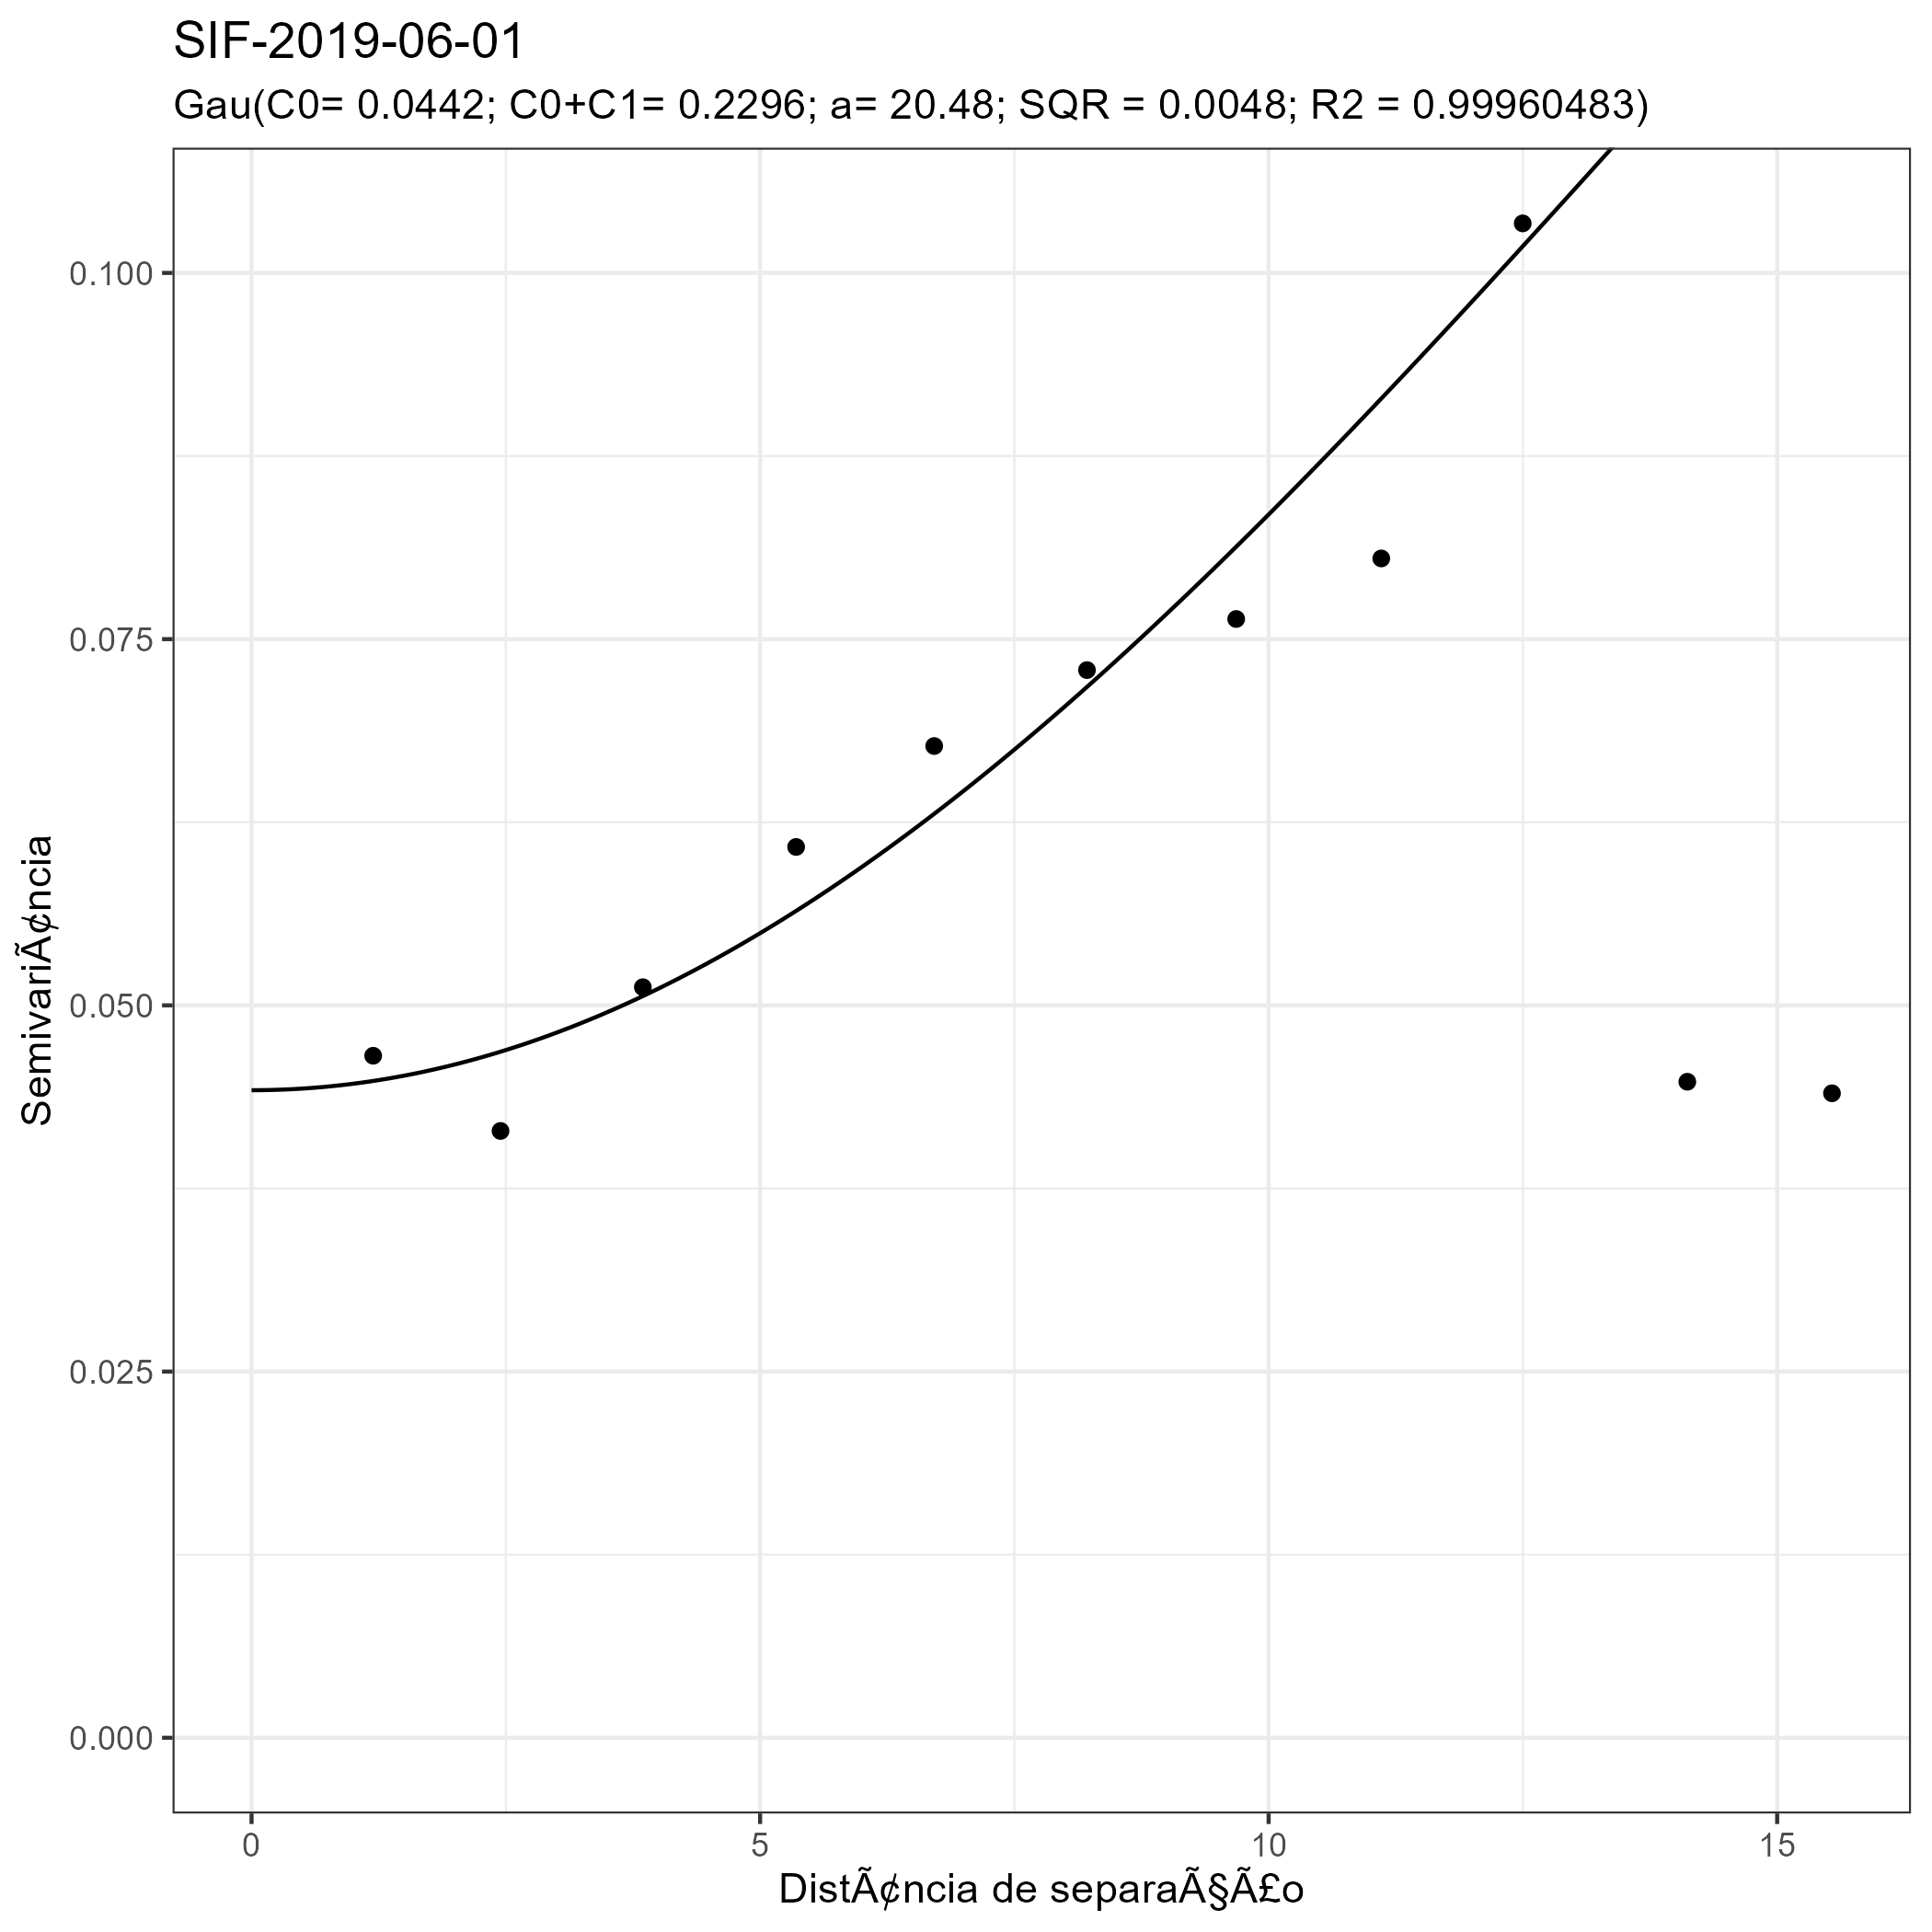 SIF-2019-06-01
Gau(C0= 0.0442; C0+C1= 0.2296; a= 20.48; SQR = 0.0048; R2 = 0.99960483)
SemivariÃ¢ncia
0.100
0.075
0.050
0.025
0.000
0 5 10 15
DistÃ¢ncia de separaÃ§Ã£o